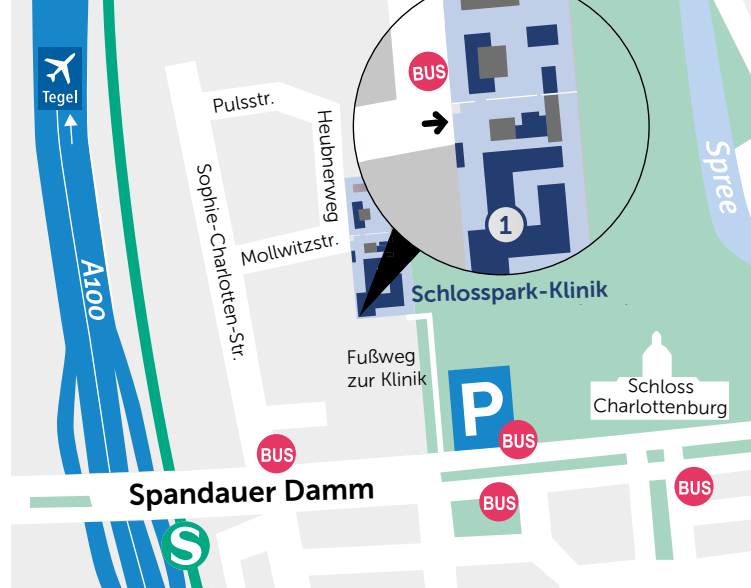 Tegel
BUS
Pulsstr.
Heubnerweg
Spree
Sophie-Charlotten-Str.
1
Mollwitzstr.
A100
Schlosspark-Klinik
Fußweg
zur Klinik
P
Schloss
Charlottenburg
BUS
BUS
Spandauer Damm
BUS
BUS
S